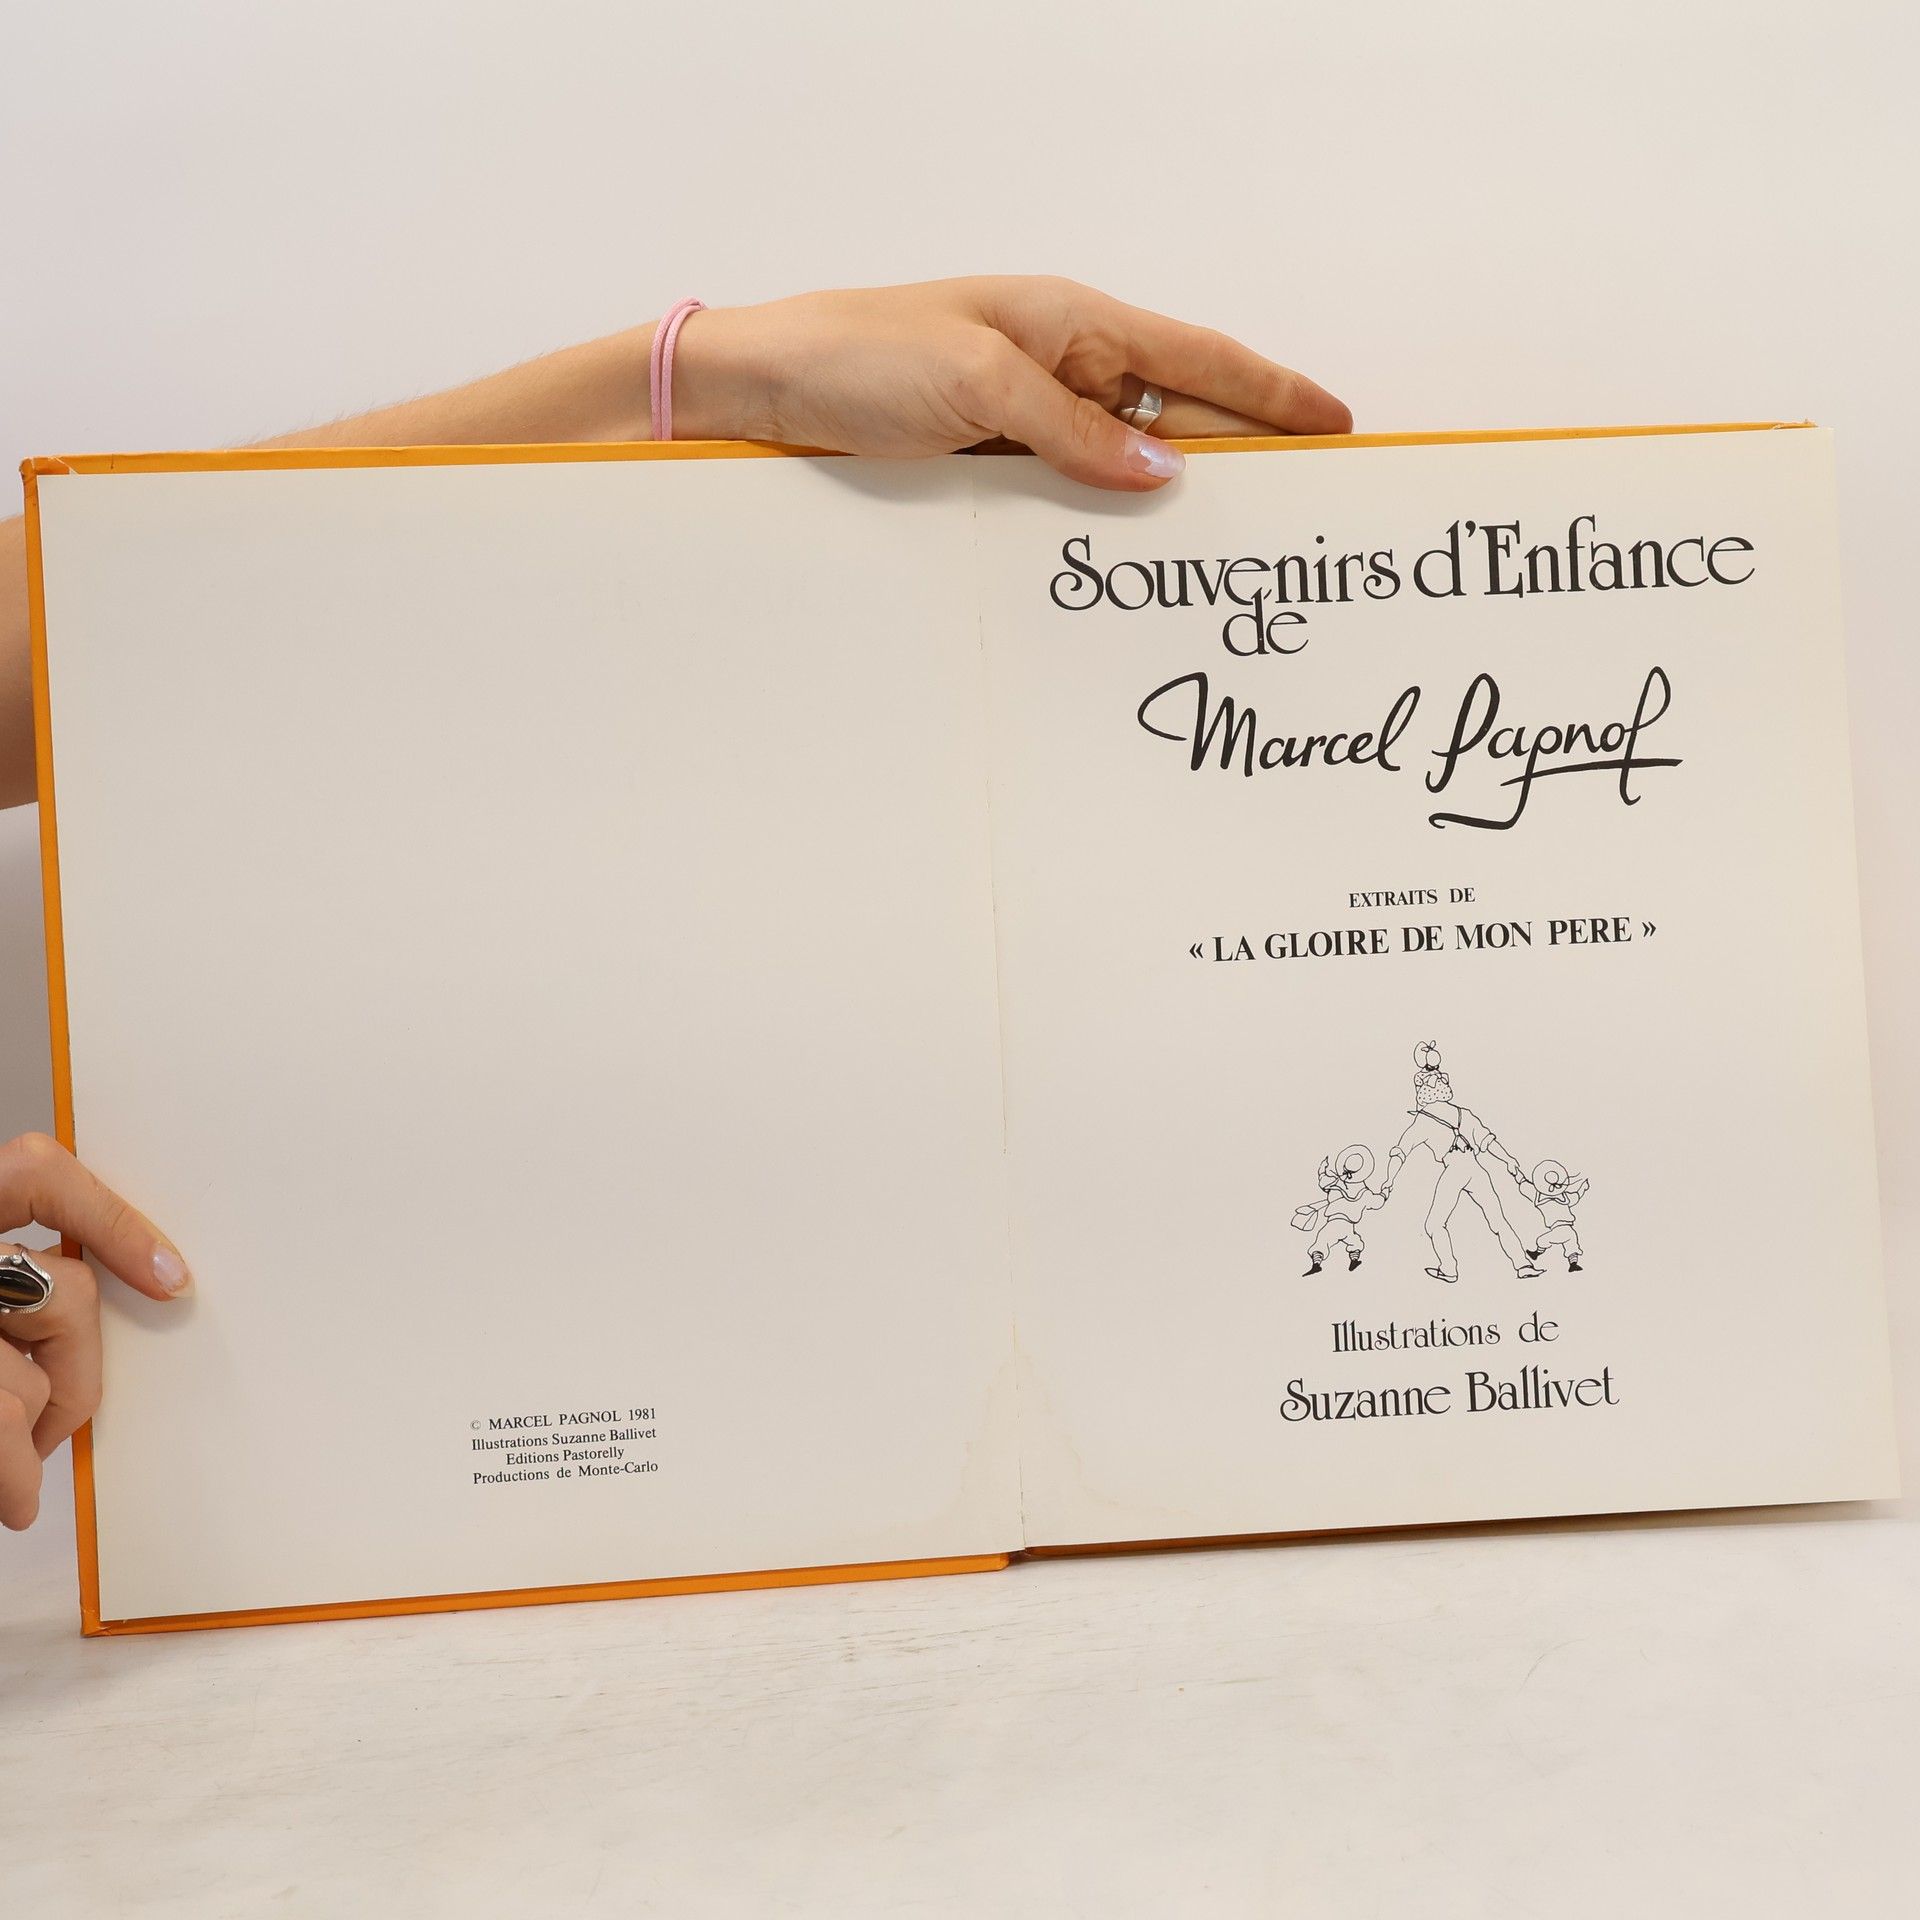 © MARCEL PAGNOL 1981
Illustrations Suzanne Ballivet
Editions Pastorelly
Productions de Monte-Carlo
Souvenirs d'Enfance
de
Marcel Pagnol
EXTRAITS DE
« LA GLOIRE DE MON PERE »
Illustrations de
Suzanne Ballivet